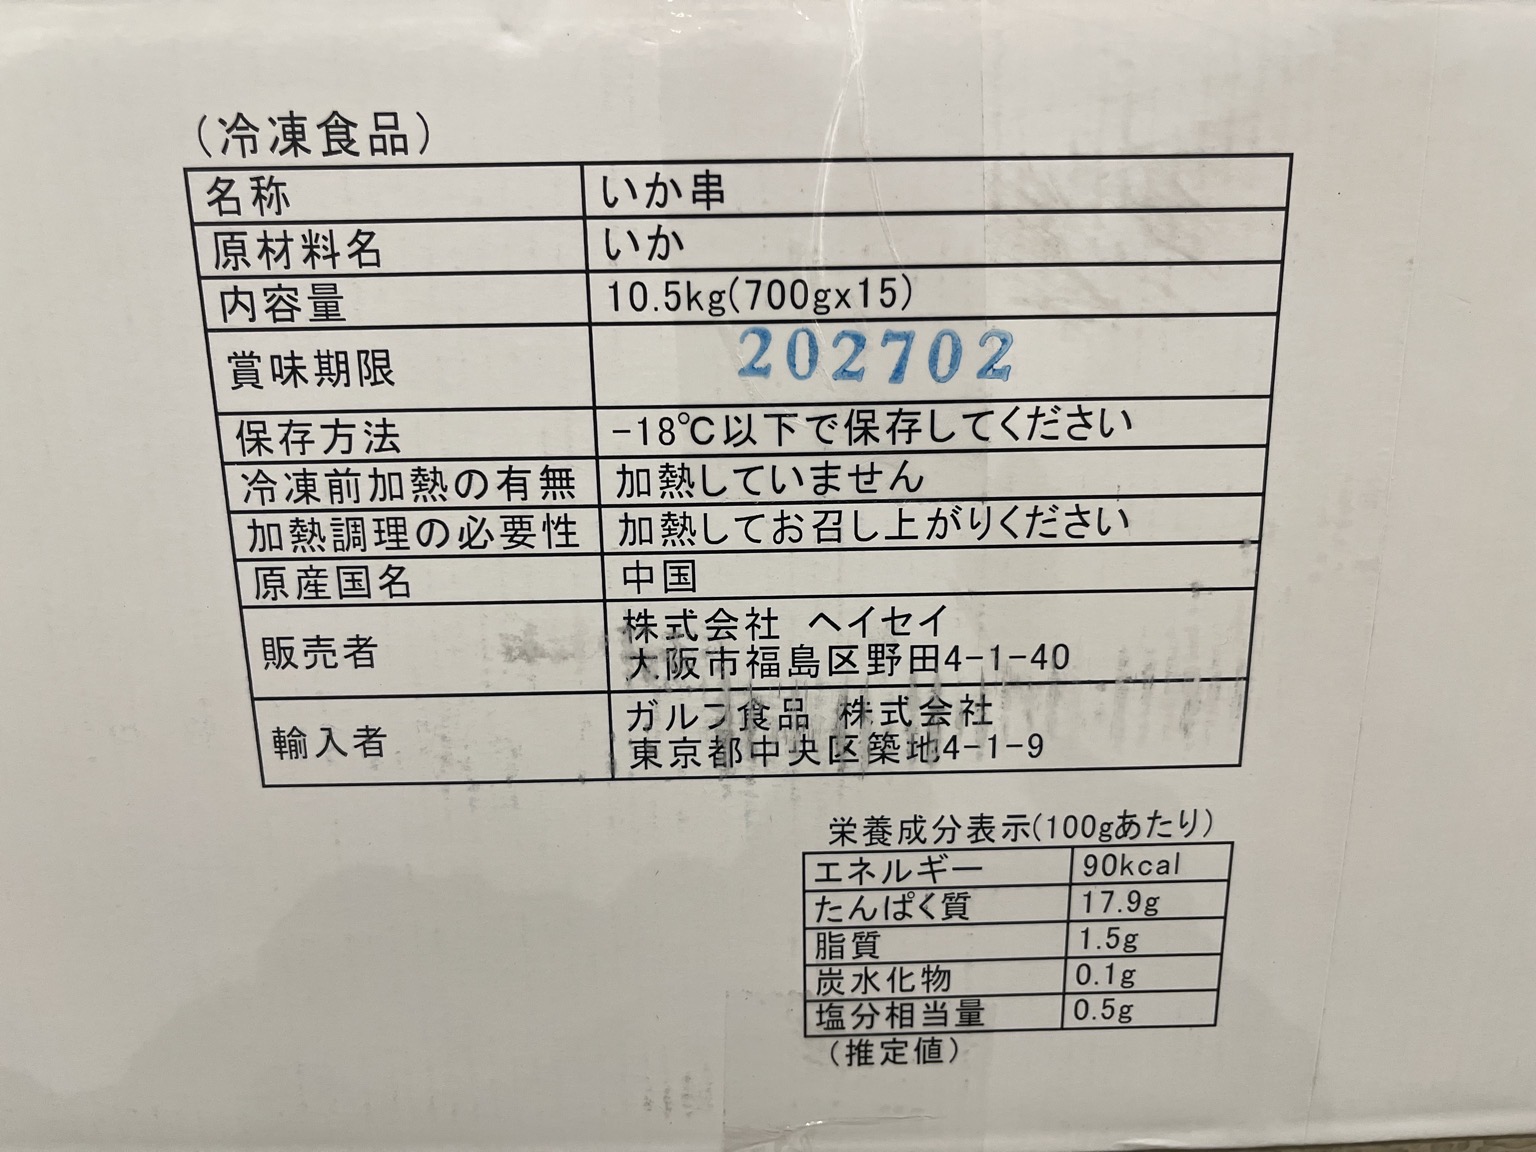 (冷凍食品)
名称 いか串
原材料名 いか
内容量 10.5kg(700gx15)
賞味期限 202702
保存方法 -18℃以下で保存してください
冷凍前加熱の有無 加熱していません
加熱調理の必要性 加熱してお召し上がりください
原産国名 中国
販売者 株式会社 ヘイセイ
大阪市福島区野田4-1-40
輸入者 ガルフ食品 株式会社
東京都中央区築地4-1-9
栄養成分表示(100gあたり)
エネルギー 90kcal
たんぱく質 17.9g
脂質 1.5g
炭水化物 0.1g
塩分相当量 0.5g
(推定値)